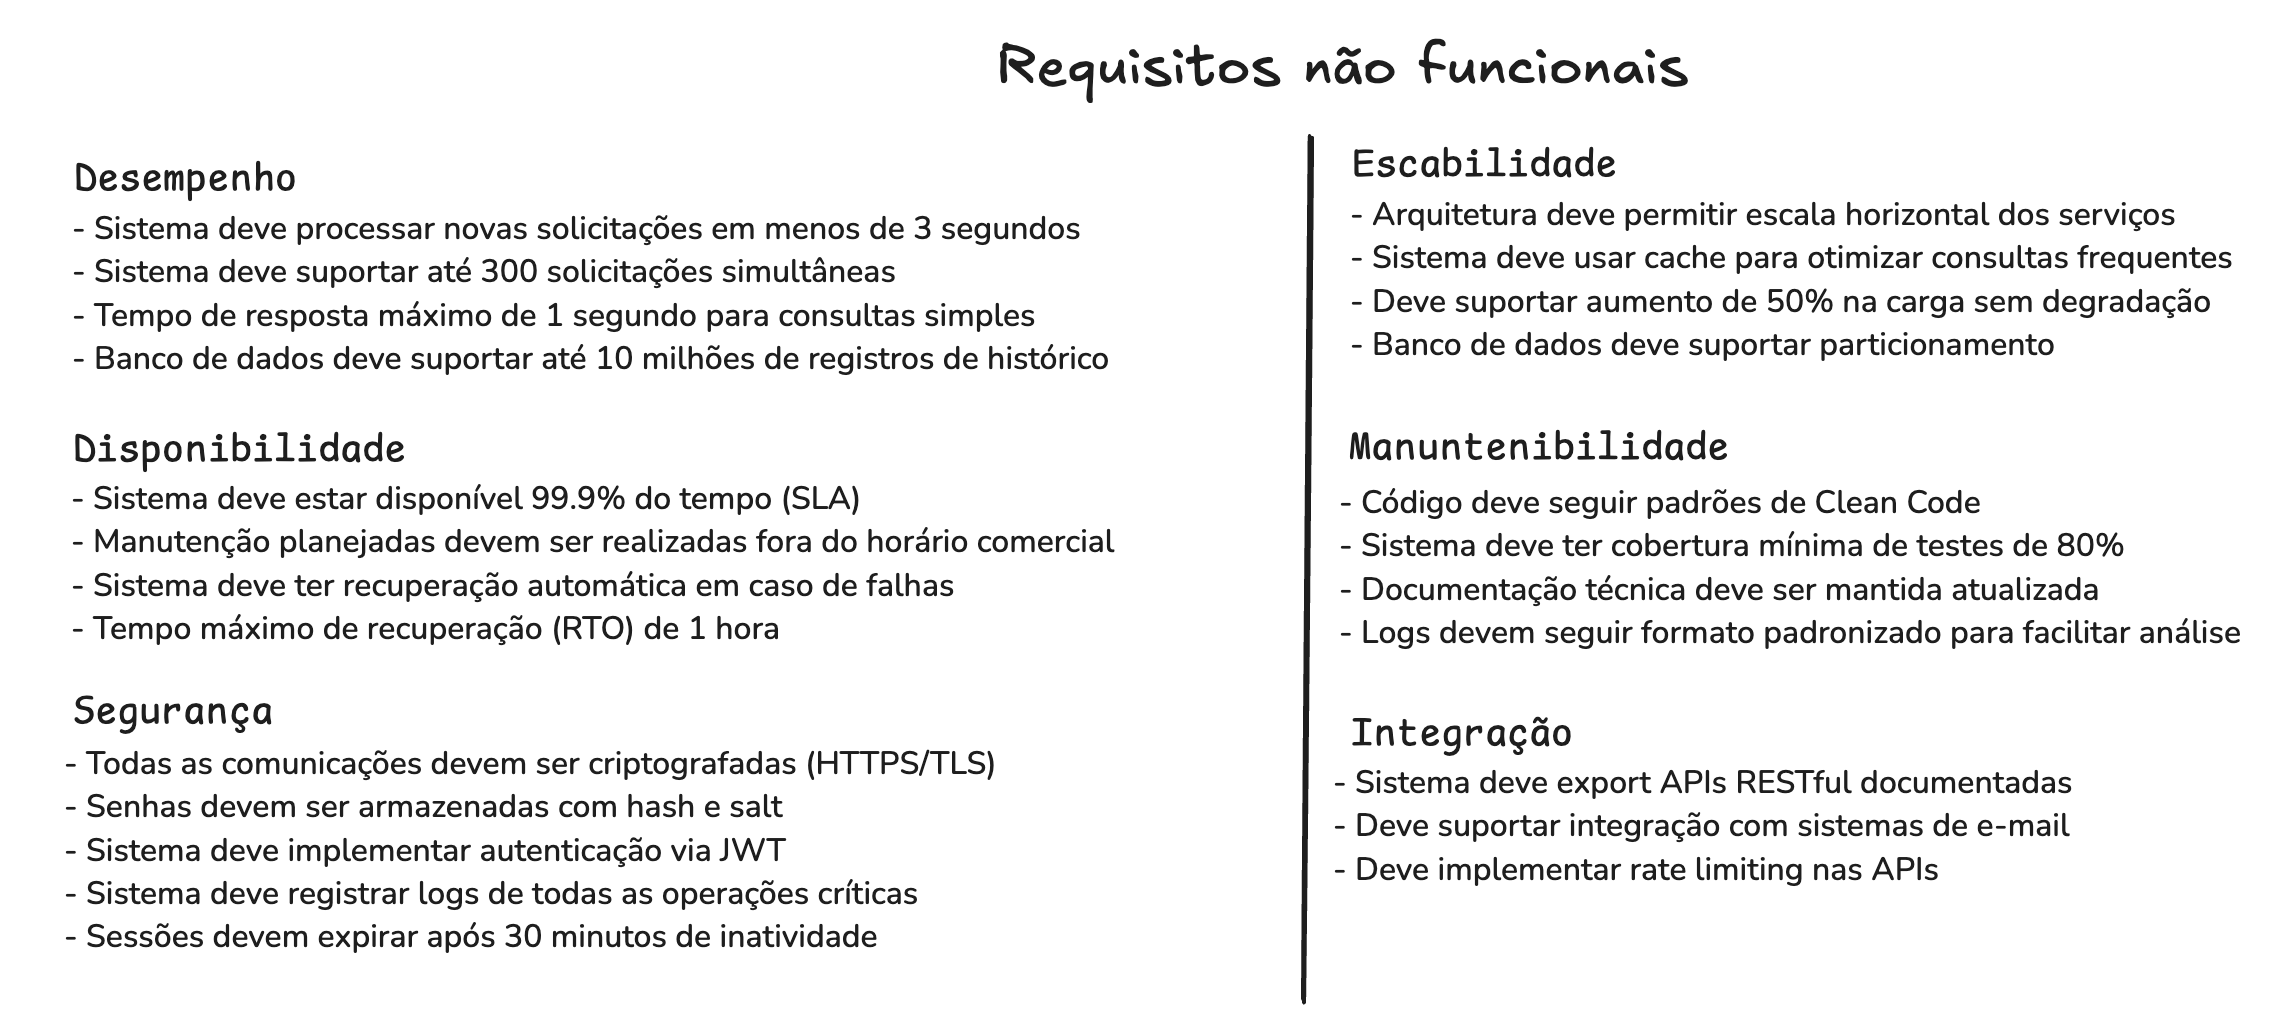 Requisitos não funcionais
Desempenho
- Sistema deve processar novas solicitações em menos de 3 segundos
- Sistema deve suportar até 300 solicitações simultâneas
- Tempo de resposta máximo de 1 segundo para consultas simples
- Banco de dados deve suportar até 10 milhões de registros de histórico
Disponibilidade
- Sistema deve estar disponível 99.9% do tempo (SLA)
- Manutenção planejadas devem ser realizadas fora do horário comercial
- Sistema deve ter recuperação automática em caso de falhas
- Tempo máximo de recuperação (RTO) de 1 hora
Segurança
- Todas as comunicações devem ser criptografadas (HTTPS/TLS)
- Senhas devem ser armazenadas com hash e salt
- Sistema deve implementar autenticação via JWT
- Sistema deve registrar logs de todas as operações críticas
- Sessões devem expirar após 30 minutos de inatividade
Escabilidade
- Arquitetura deve permitir escala horizontal dos serviços
- Sistema deve usar cache para otimizar consultas frequentes
- Deve suportar aumento de 50% na carga sem degradação
- Banco de dados deve suportar particionamento
Manuntenibilidade
- Código deve seguir padrões de Clean Code
- Sistema deve ter cobertura mínima de testes de 80%
- Documentação técnica deve ser mantida atualizada
- Logs devem seguir formato padronizado para facilitar análise
Integração
- Sistema deve export APIs RESTful documentadas
- Deve suportar integração com sistemas de e-mail
- Deve implementar rate limiting nas APIs